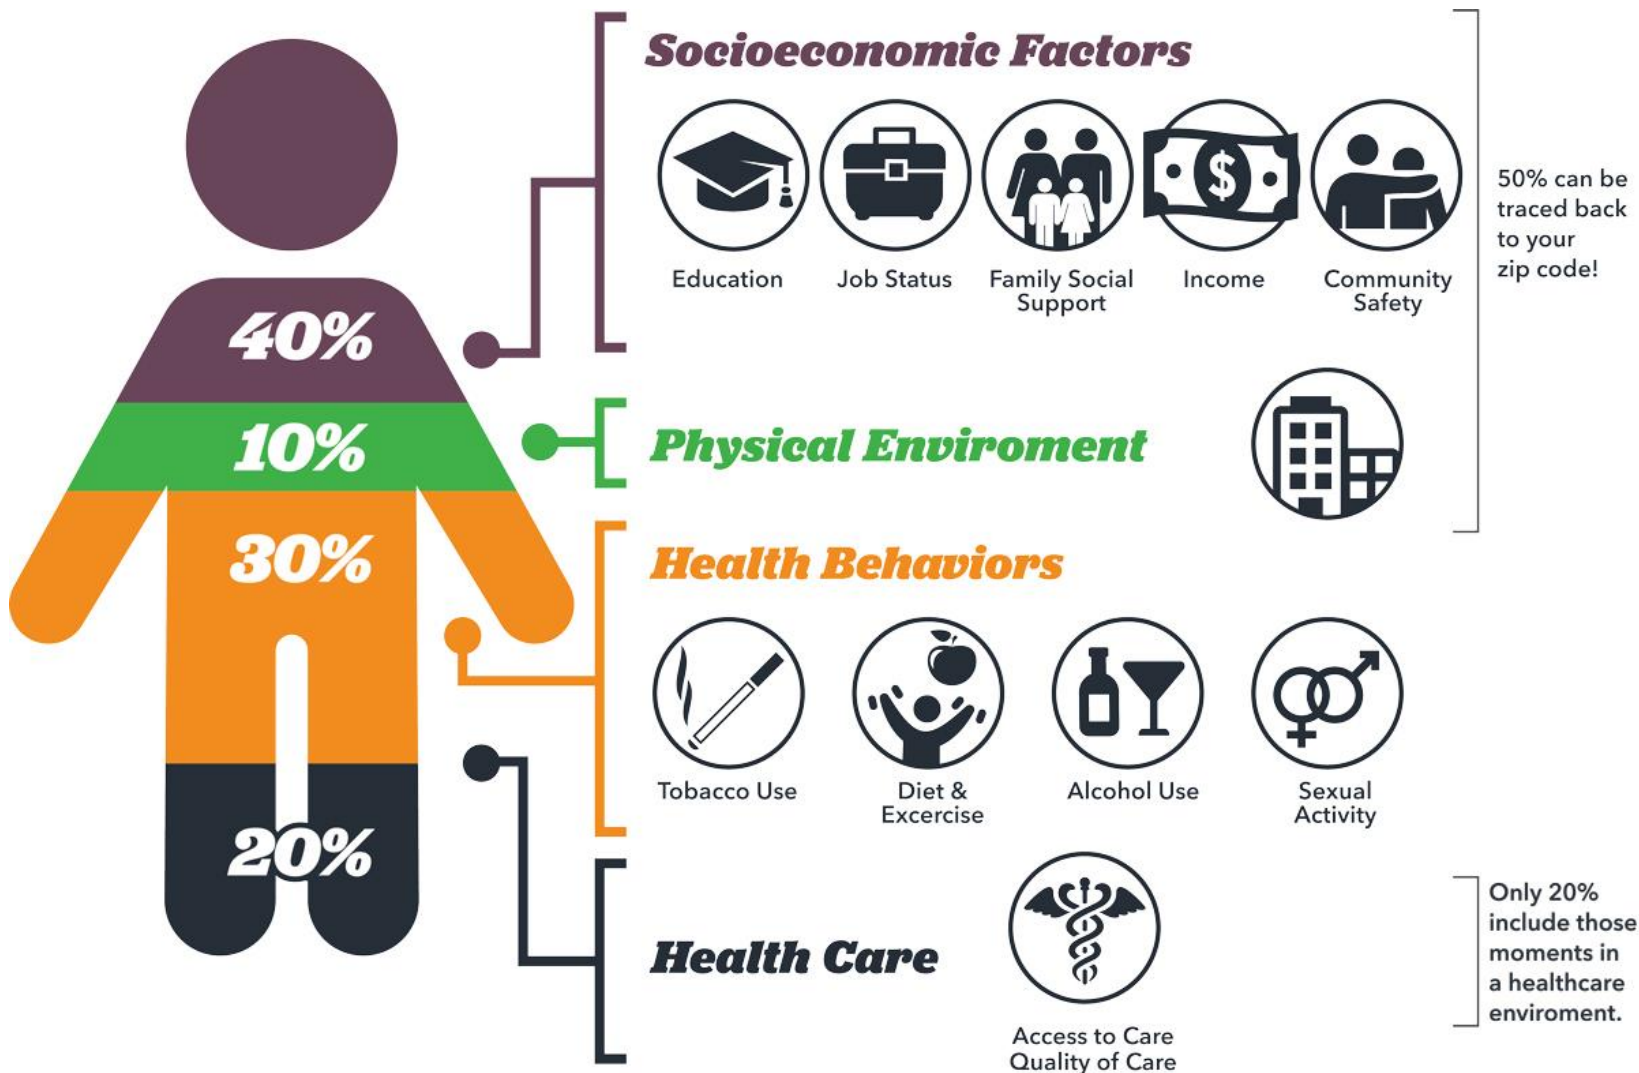 Socioeconomic Factors
Education
Job Status
Family Social
Support
Income
Community
Safety
50% can be
traced back
to your
zip code!
40%
10%
Physical Enviroment
30%
Health Behaviors
Tobacco Use
Diet &
Excercise
Alcohol Use
Sexual
Activity
20%
Health Care
Access to Care
Quality of Care
Only 20%
include those
moments in
a healthcare
enviroment.
$